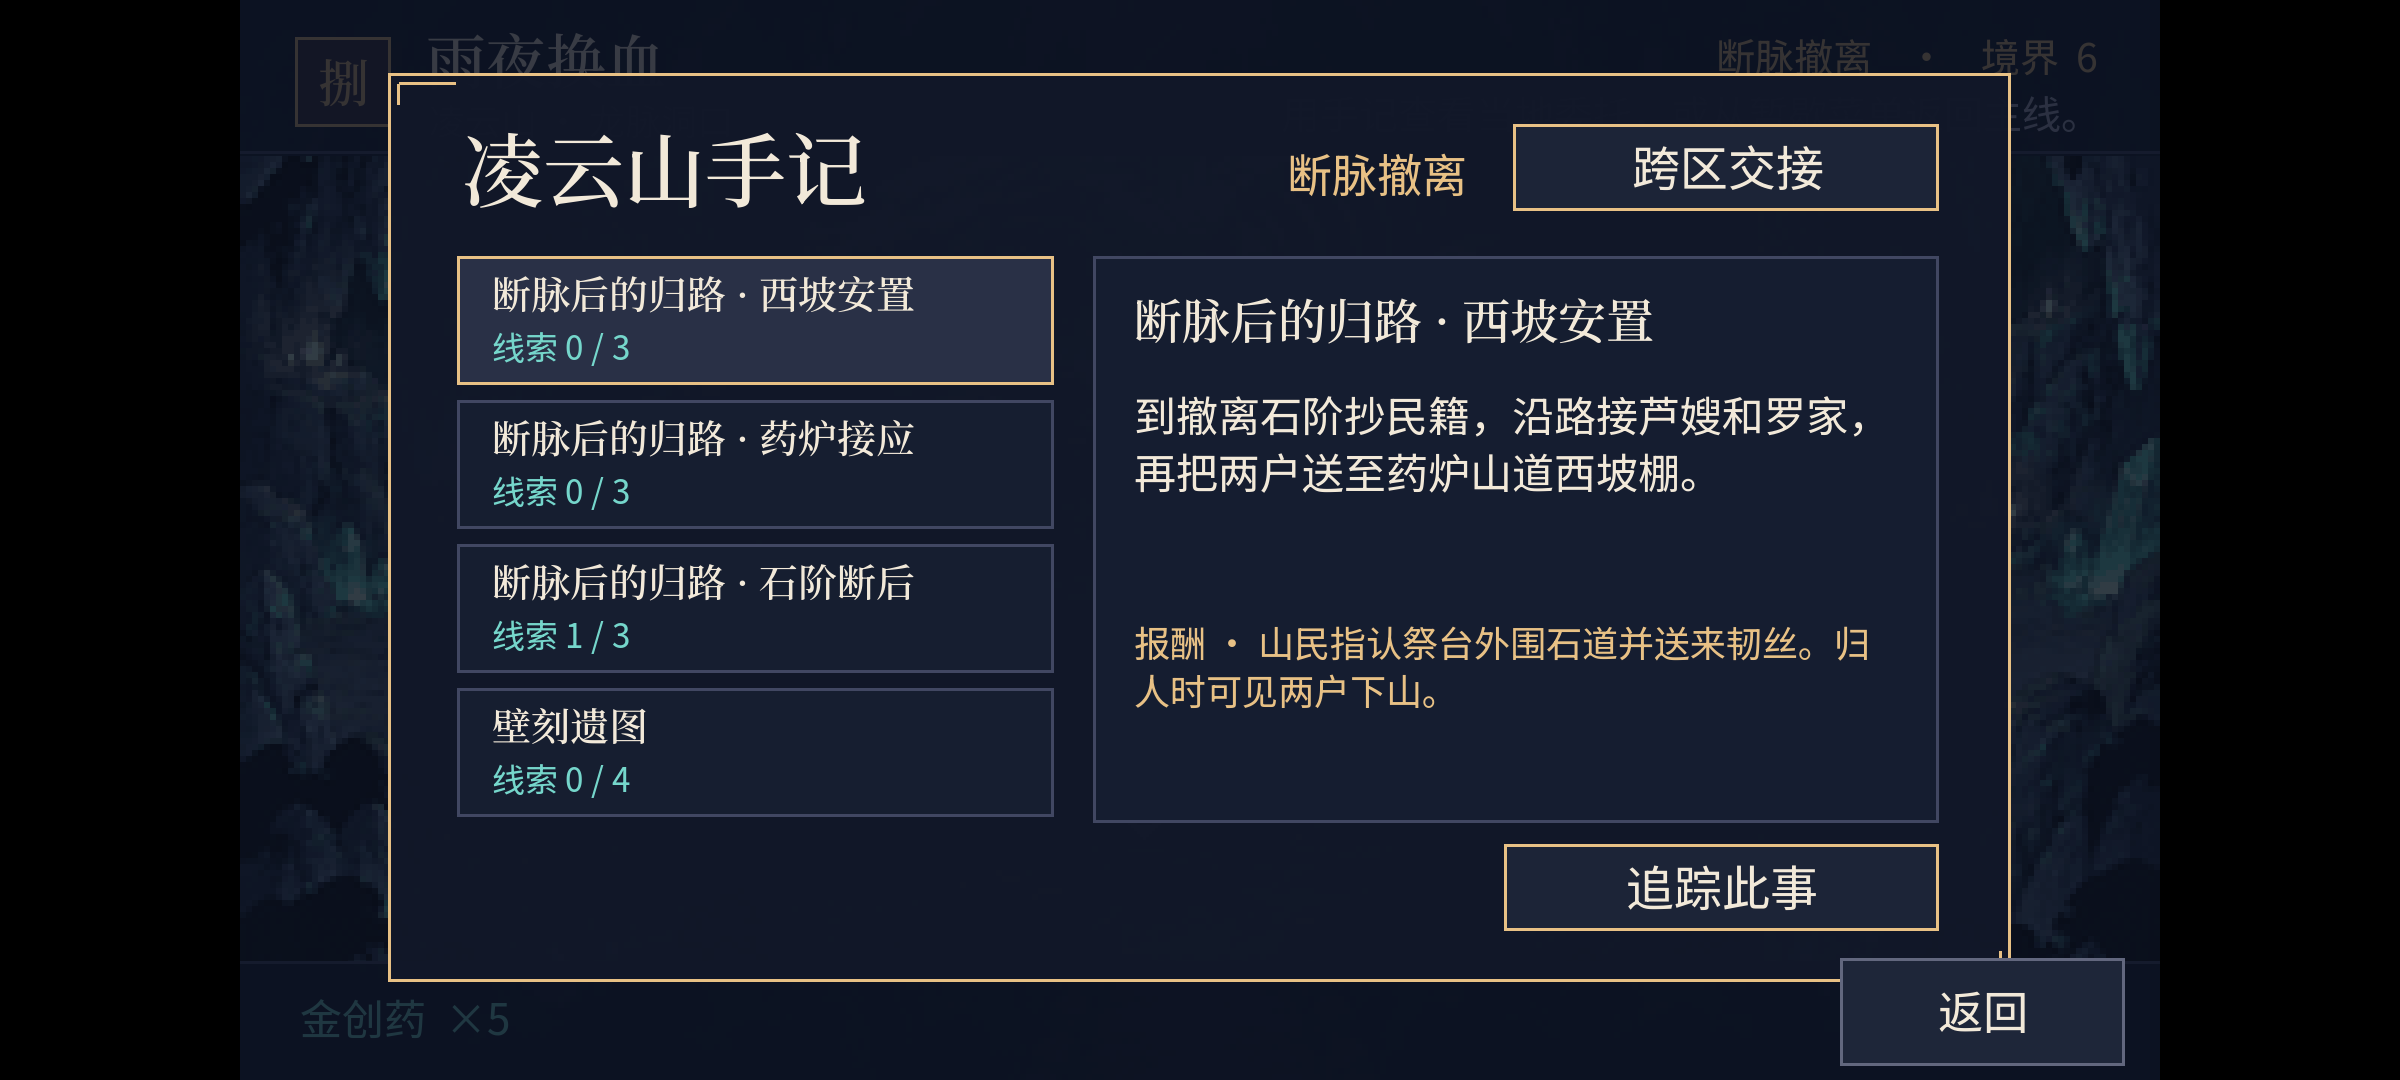 捌
雨夜换血
断脉撤离 · 境界 6
线。
凌云山手记
断脉撤离
跨区交接
断脉后的归路 · 西坡安置
线索 0 / 3
断脉后的归路 · 药炉接应
线索 0 / 3
断脉后的归路 · 石阶断后
线索 1 / 3
壁刻遗图
线索 0 / 4
断脉后的归路 · 西坡安置
到撤离石阶抄民籍，沿路接芦嫂和罗家，
再把两户送至药炉山道西坡棚。
报酬 · 山民指认祭台外围石道并送来韧丝。归
人时可见两户下山。
追踪此事
返回
金创药 ×5